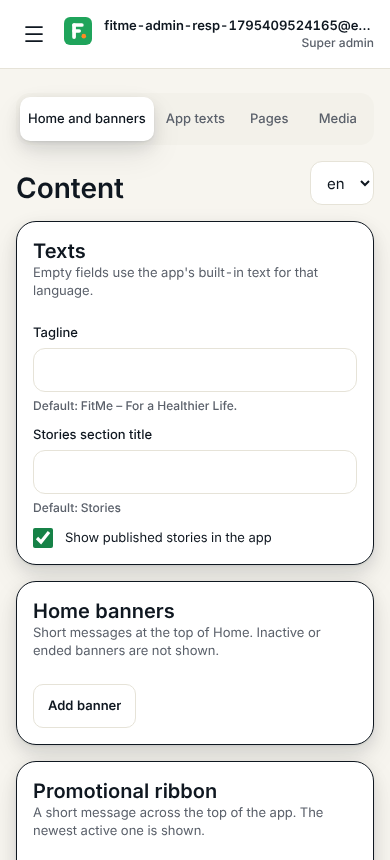 fitme-admin-resp-1795409524165@e...
Super admin
Home and banners
App texts
Pages
Media
Content
en
Texts
Empty fields use the app's built-in text for that
language.
Tagline
Default: FitMe – For a Healthier Life.
Stories section title
Default: Stories
Show published stories in the app
Home banners
Short messages at the top of Home. Inactive or
ended banners are not shown.
Add banner
Promotional ribbon
A short message across the top of the app. The
newest active one is shown.